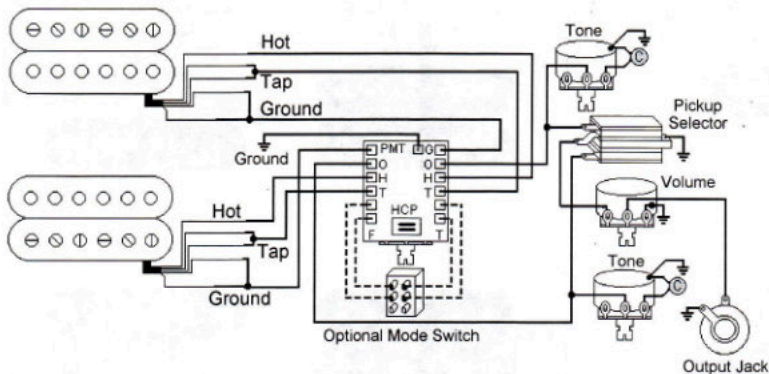 Hot
Tap
Ground
Ground
Tone
C
Pickup
Selector
PMT G
O O
H H
T T
HCP
F T
Hot
Tap
Ground
Volume
Tone
C
Optional Mode Switch
Output Jack